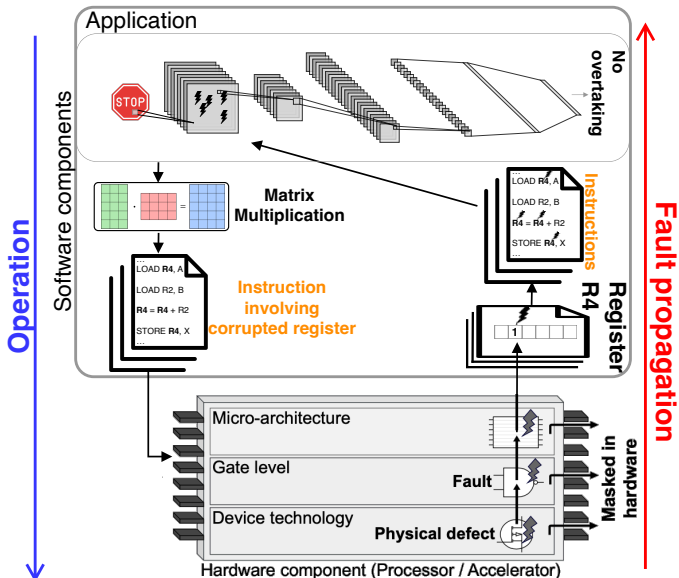 Application
STOP
No
overtaking
Software components
Operation
Fault propagation
Matrix
Multiplication
...
LOAD R4, A
LOAD R2, B
R4 = R4 + R2
STORE R4, X
...
Instruction
involving
corrupted register
...
LOAD R4, A
LOAD R2, B
R4 = R4 + R2
STORE R4, X
...
Instructions
Register
R4
1
Micro-architecture
Gate level
Fault
Device technology
Physical defect
Masked in
hardware
Hardware component (Processor / Accelerator)